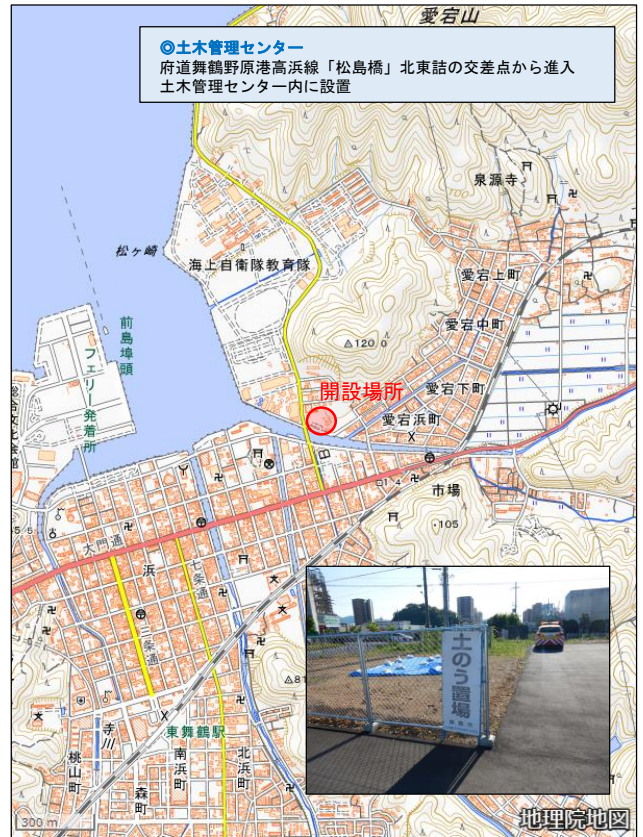 愛宕山
◎土木管理センター
府道舞鶴野原港高浜線「松島橋」北東詰の交差点から進入
土木管理センター内に設置
泉源寺
松ヶ崎
海上自衛隊教育隊
愛宕上町
前島埠頭
フェリー発着所
愛宕中町
120
開設場所
愛宕下町
愛宕浜町
市場
105
大門通
浜
七条通
三条通
土のう置場
東舞鶴駅
寺川
桃山町
森町
南浜町
北浜町
300 m
地理院地図